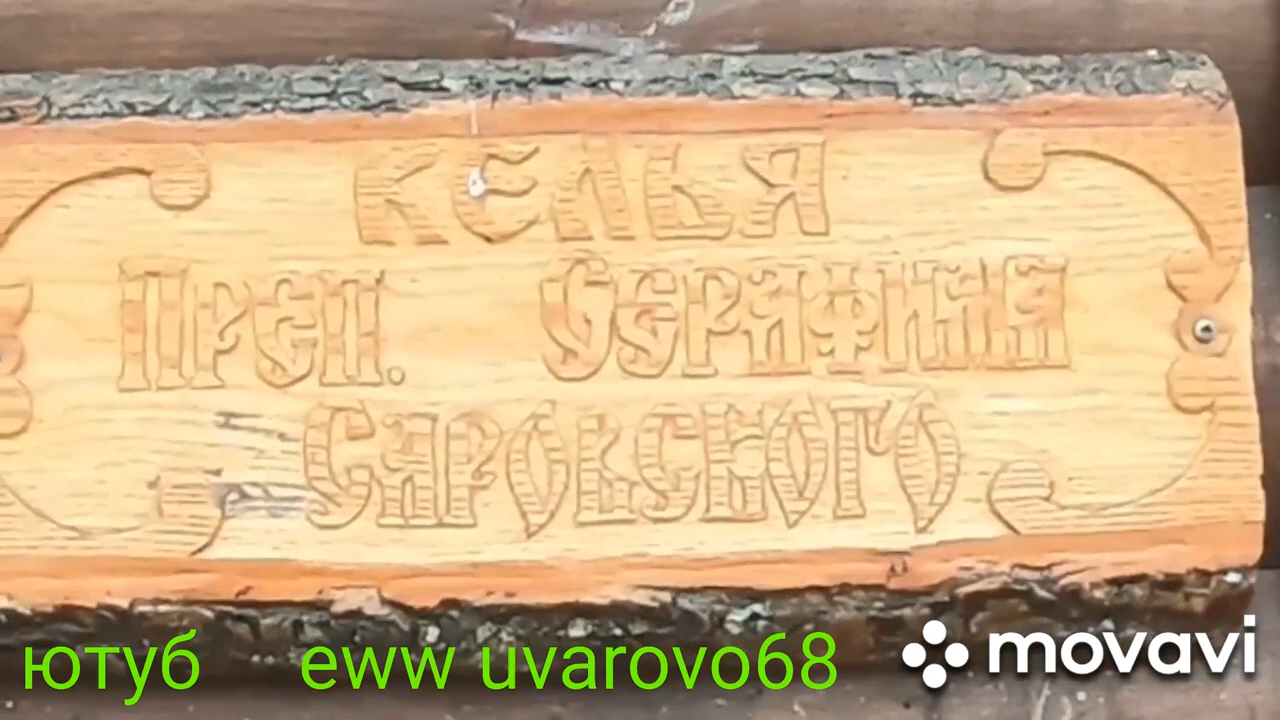 КЕЛЬЯ
Преп. Серафима
Саровского
ютуб eww uvarovo68
movavi